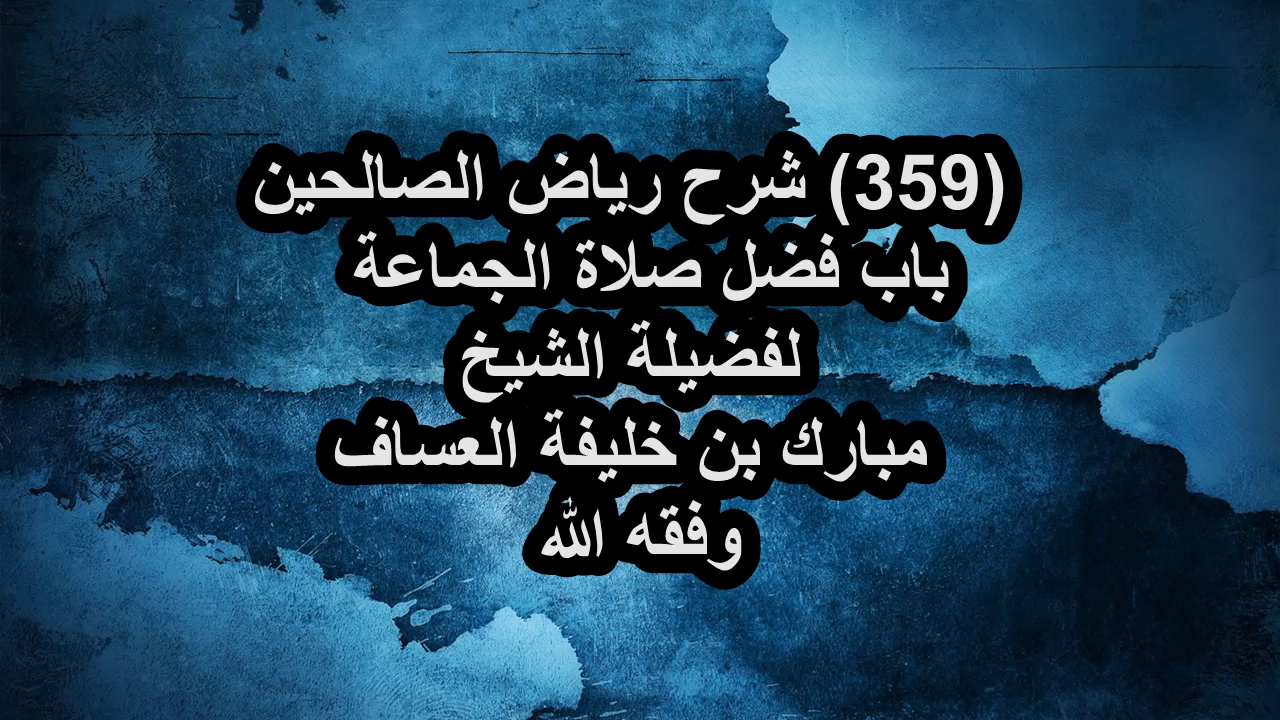 (359) شرح رياض الصالحين
باب فضل صلاة الجماعة
لفضيلة الشيخ
مبارك بن خليفة العساف
وفقه الله